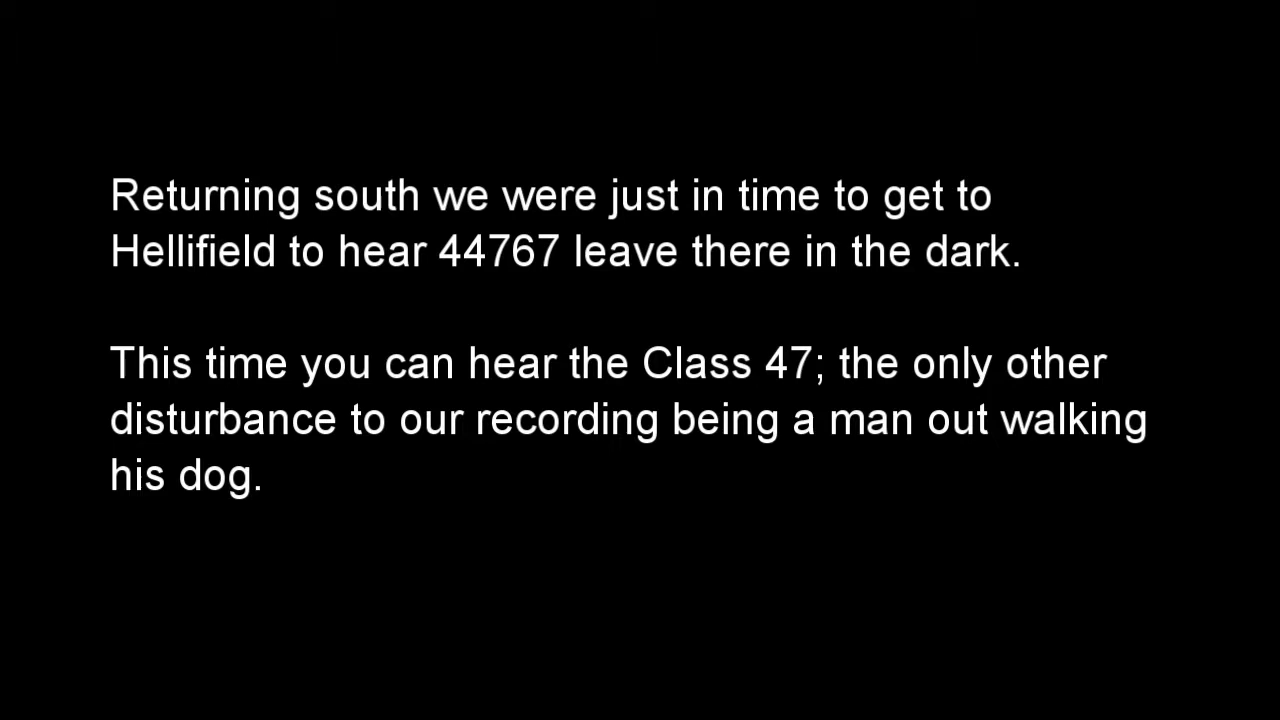 Returning south we were just in time to get to
Hellifield to hear 44767 leave there in the dark.
This time you can hear the Class 47; the only other
disturbance to our recording being a man out walking
his dog.